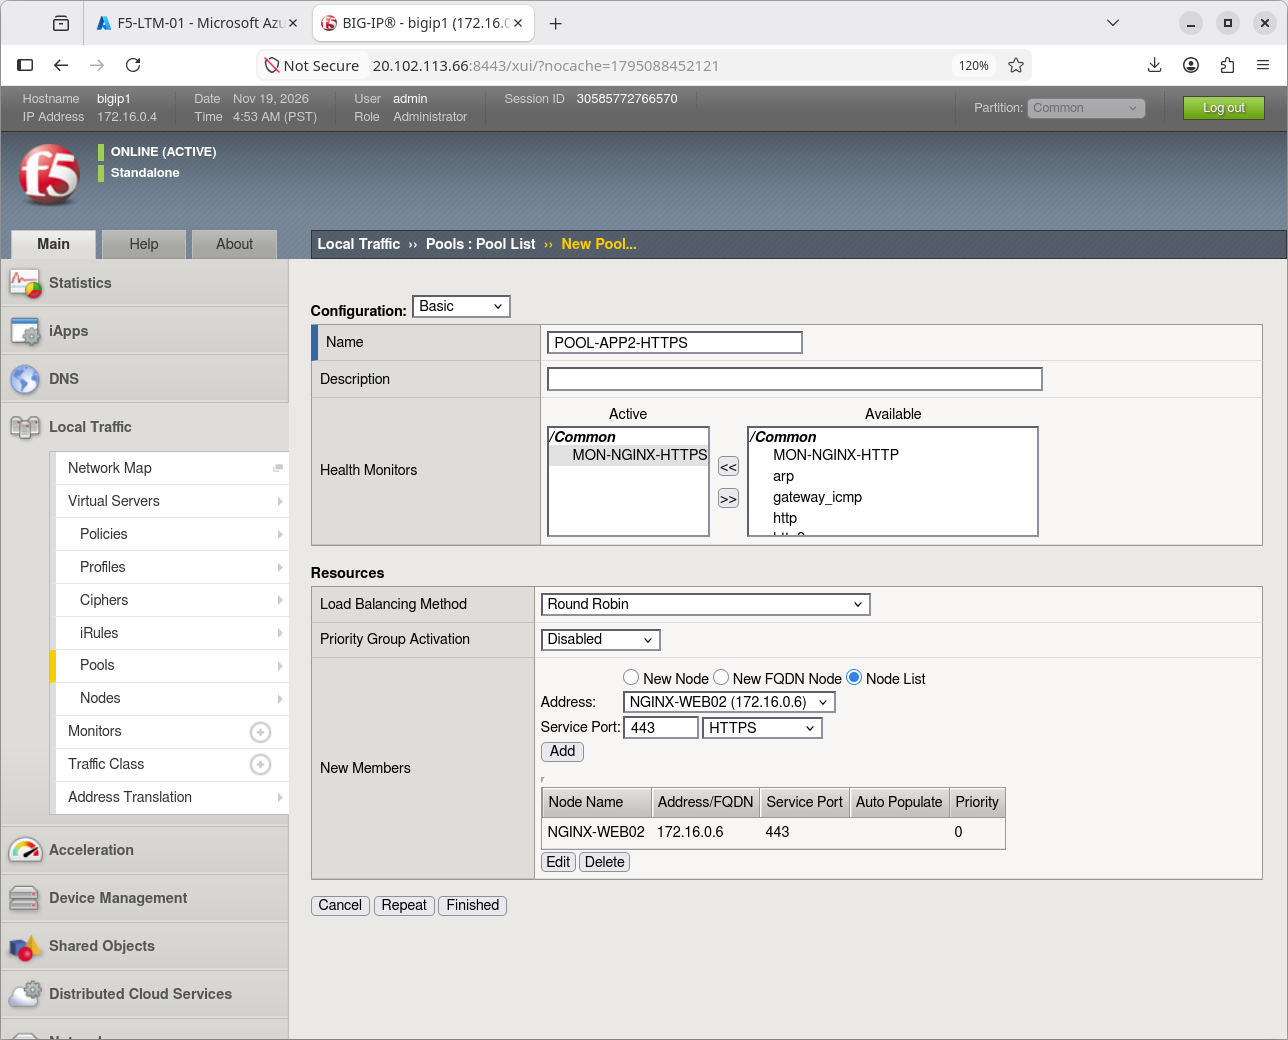 F5-LTM-01 - Microsoft Azu
BIG-IP® - bigip1 (172.16.0
Not Secure 20.102.113.66:8443/xui/?nocache=1795088452121 120%
Hostname bigip1 Date Nov 19, 2026 User admin Session ID 30585772766570
IP Address 172.16.0.4 Time 4:53 AM (PST) Role Administrator
Partition: Common Log out
f5
ONLINE (ACTIVE)
Standalone
Main Help About
Local Traffic ›› Pools : Pool List ›› New Pool...
Statistics
iApps
DNS
Local Traffic
Network Map
Virtual Servers
Policies
Profiles
Ciphers
iRules
Pools
Nodes
Monitors
Traffic Class
Address Translation
Acceleration
Device Management
Shared Objects
Distributed Cloud Services
Configuration: Basic
Name POOL-APP2-HTTPS
Description
Health Monitors
Active
/Common
MON-NGINX-HTTPS
<<
>>
Available
/Common
MON-NGINX-HTTP
arp
gateway_icmp
http
Resources
Load Balancing Method Round Robin
Priority Group Activation Disabled
New Members
New Node New FQDN Node Node List
Address: NGINX-WEB02 (172.16.0.6)
Service Port: 443 HTTPS
Add
r
Node Name Address/FQDN Service Port Auto Populate Priority
NGINX-WEB02 172.16.0.6 443 0
Edit Delete
Cancel Repeat Finished